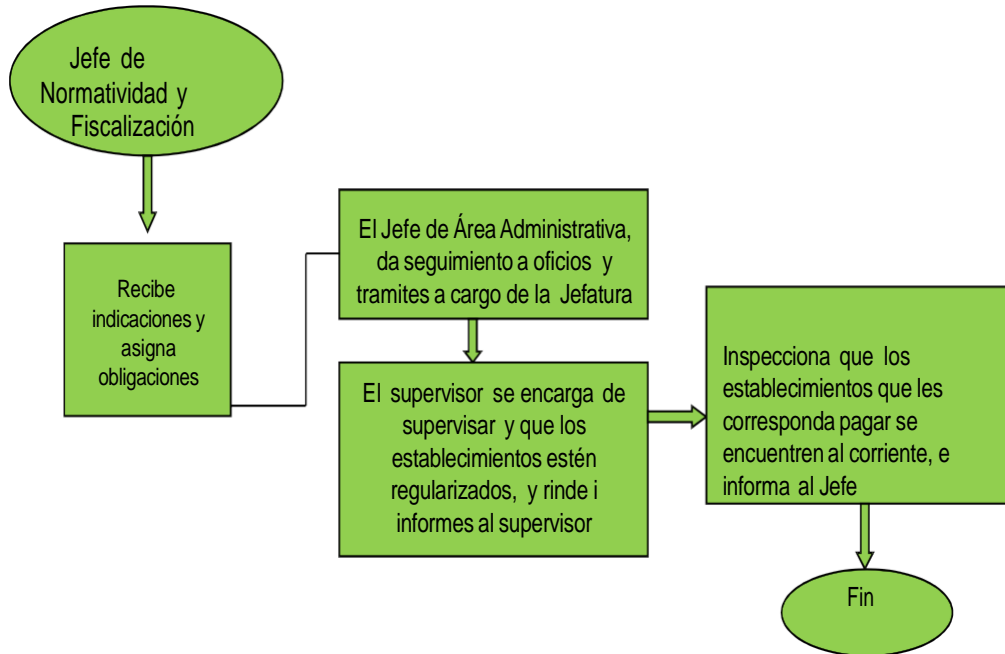 Jefe de
Normatividad y
Fiscalización
Recibe
indicaciones y
asigna
obligaciones
El Jefe de Área Administrativa,
da seguimiento a oficios y
tramites a cargo de la Jefatura
El supervisor se encarga de
supervisar y que los
establecimientos estén
regularizados, y rinde i
informes al supervisor
Inspecciona que los
establecimientos que les
corresponda pagar se
encuentren al corriente, e
informa al Jefe
Fin